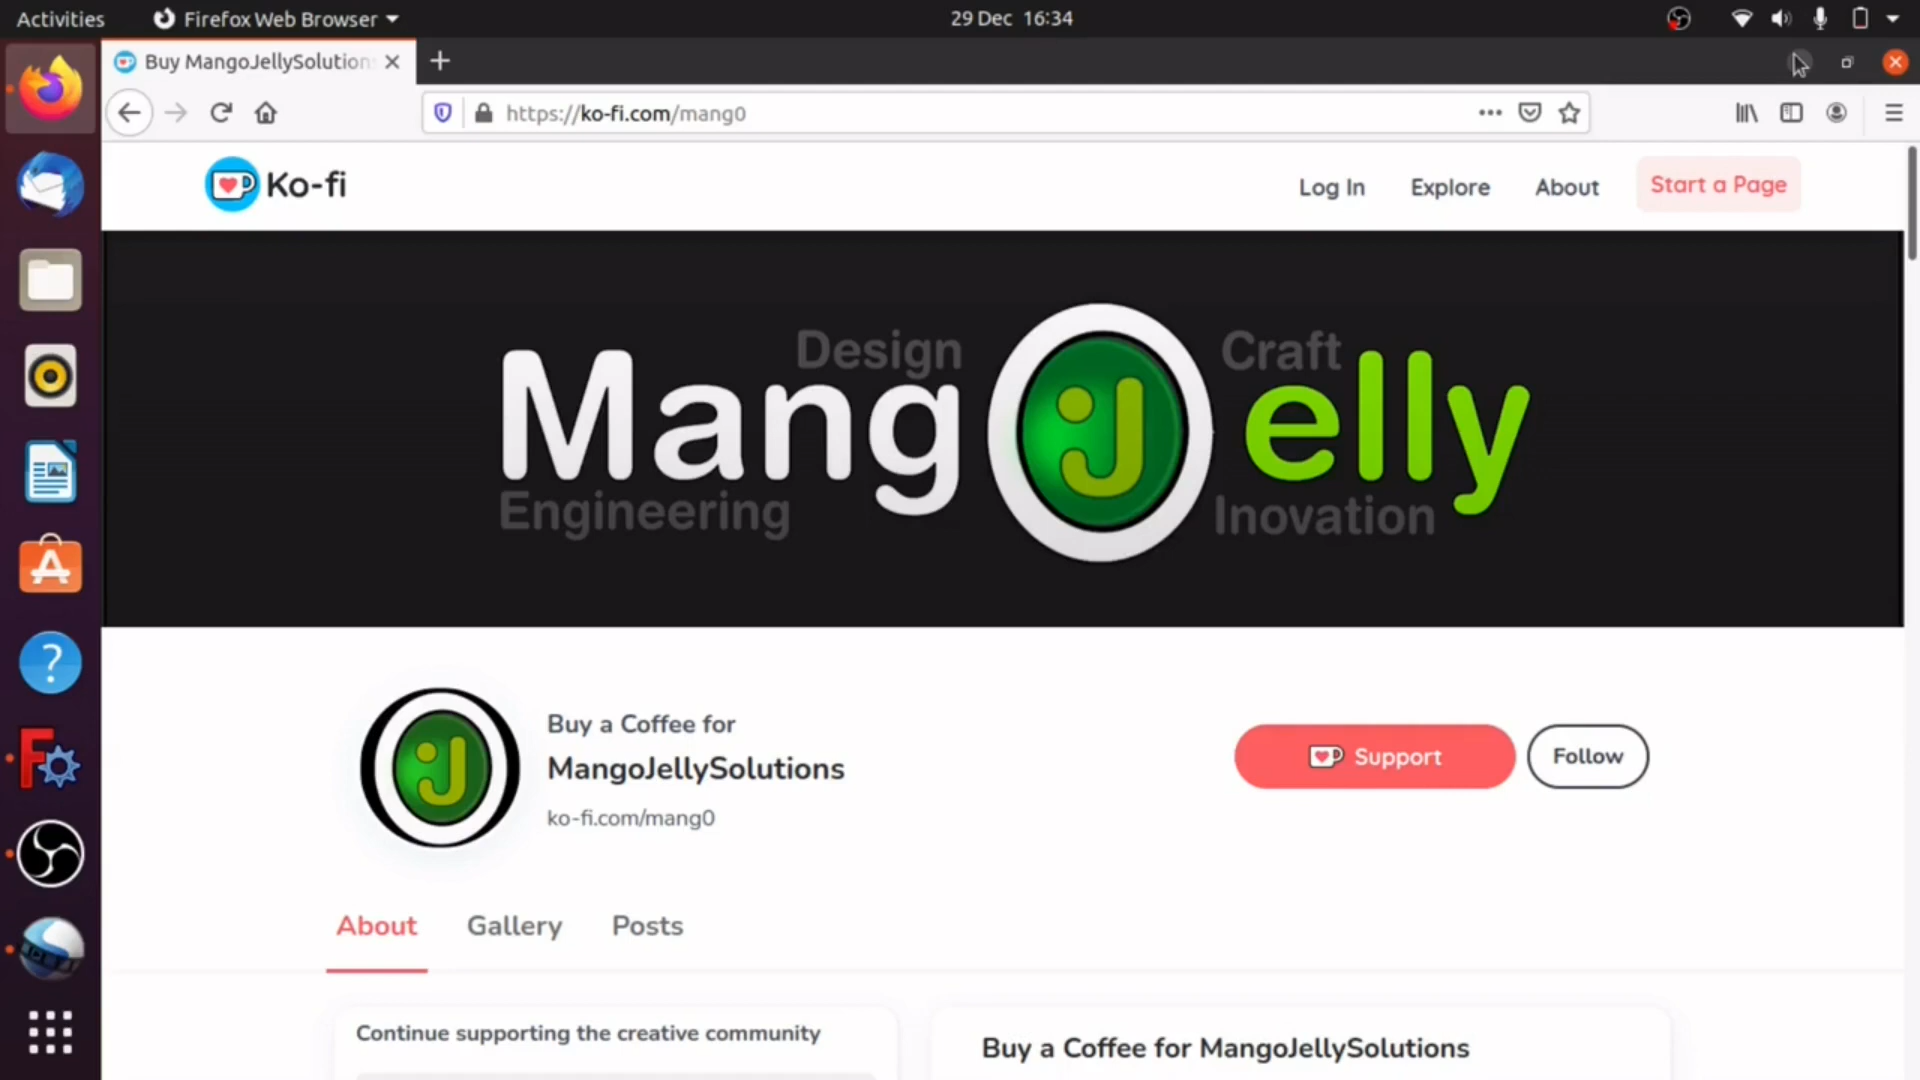 Activities Firefox Web Browser 29 Dec 16:34
Buy MangoJellySolution
https://ko-fi.com/mang0
Ko-fi Log In Explore About Start a Page
Design Craft
MangJelly
Engineering Inovation
Buy a Coffee for
MangoJellySolutions
ko-fi.com/mang0
Support Follow
About Gallery Posts
Continue supporting the creative community
Buy a Coffee for MangoJellySolutions